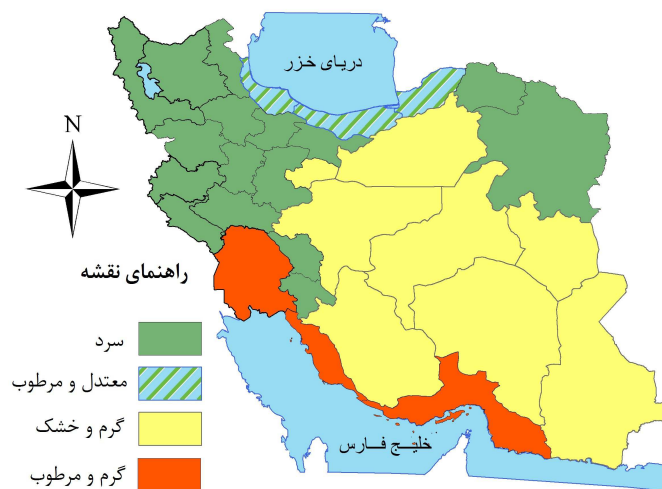 دریای خزر
N
راهنمای نقشه
سرد
معتدل و مرطوب
گرم و خشک
گرم و مرطوب
خلیج فارس